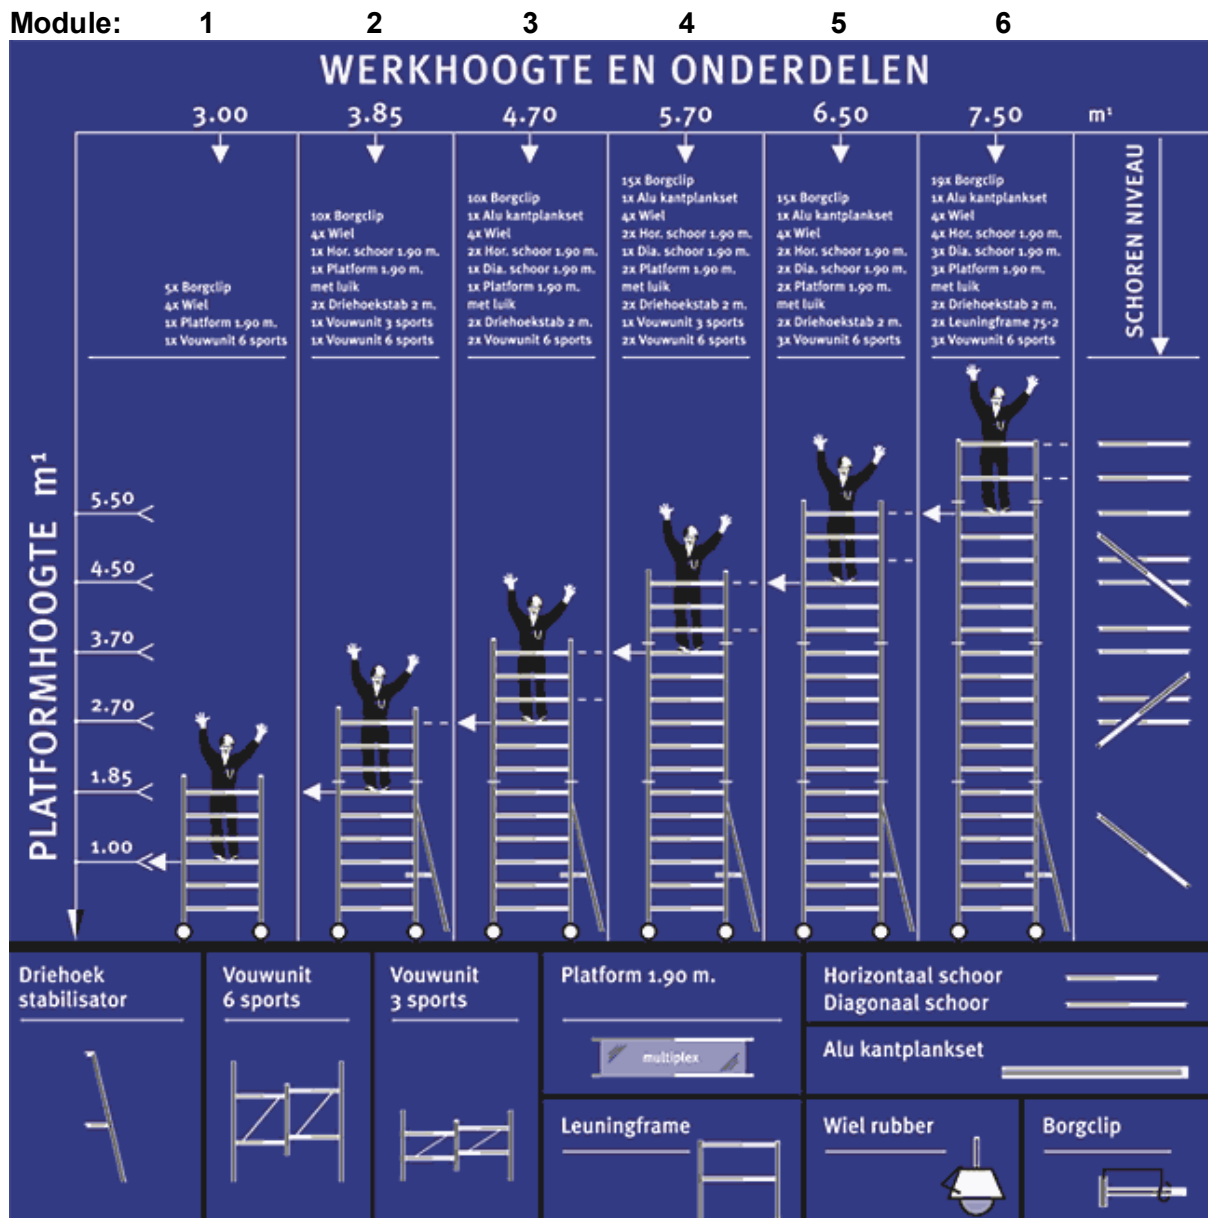 Module: 1 2 3 4 5 6
WERKHOOGTE EN ONDERDELEN
3.00 3.85 4.70 5.70 6.50 7.50 m¹
5x Borgclip
4x Wiel
1x Platform 1.90 m.
1x Vouwunit 6 sports
10x Borgclip
4x Wiel
1x Hor. schoor 1.90 m.
1x Platform 1.90 m.
met luik
2x Driehoekstab 2 m.
1x Vouwunit 3 sports
1x Vouwunit 6 sports
10x Borgclip
1x Alu kantplankset
4x Wiel
2x Hor. schoor 1.90 m.
1x Dia. schoor 1.90 m.
1x Platform 1.90 m.
met luik
2x Driehoekstab 2 m.
2x Vouwunit 6 sports
15x Borgclip
1x Alu kantplankset
4x Wiel
2x Hor. schoor 1.90 m.
1x Dia. schoor 1.90 m.
2x Platform 1.90 m.
met luik
2x Driehoekstab 2 m.
1x Vouwunit 3 sports
2x Vouwunit 6 sports
15x Borgclip
1x Alu kantplankset
4x Wiel
2x Hor. schoor 1.90 m.
2x Dia. schoor 1.90 m.
2x Platform 1.90 m.
met luik
2x Driehoekstab 2 m.
3x Vouwunit 6 sports
19x Borgclip
1x Alu kantplankset
4x Wiel
4x Hor. schoor 1.90 m.
3x Dia. schoor 1.90 m.
3x Platform 1.90 m.
met luik
2x Driehoekstab 2 m.
2x Leuningframe 75-2
3x Vouwunit 6 sports
SCHOREN NIVEAU
PLATFORMHOOGTE m¹
5.50
4.50
3.70
2.70
1.85
1.00
Driehoek
stabilisator
Vouwunit
6 sports
Vouwunit
3 sports
Platform 1.90 m.
multiplex
Leuningframe
Horizontaal schoor
Diagonaal schoor
Alu kantplankset
Wiel rubber
Borgclip